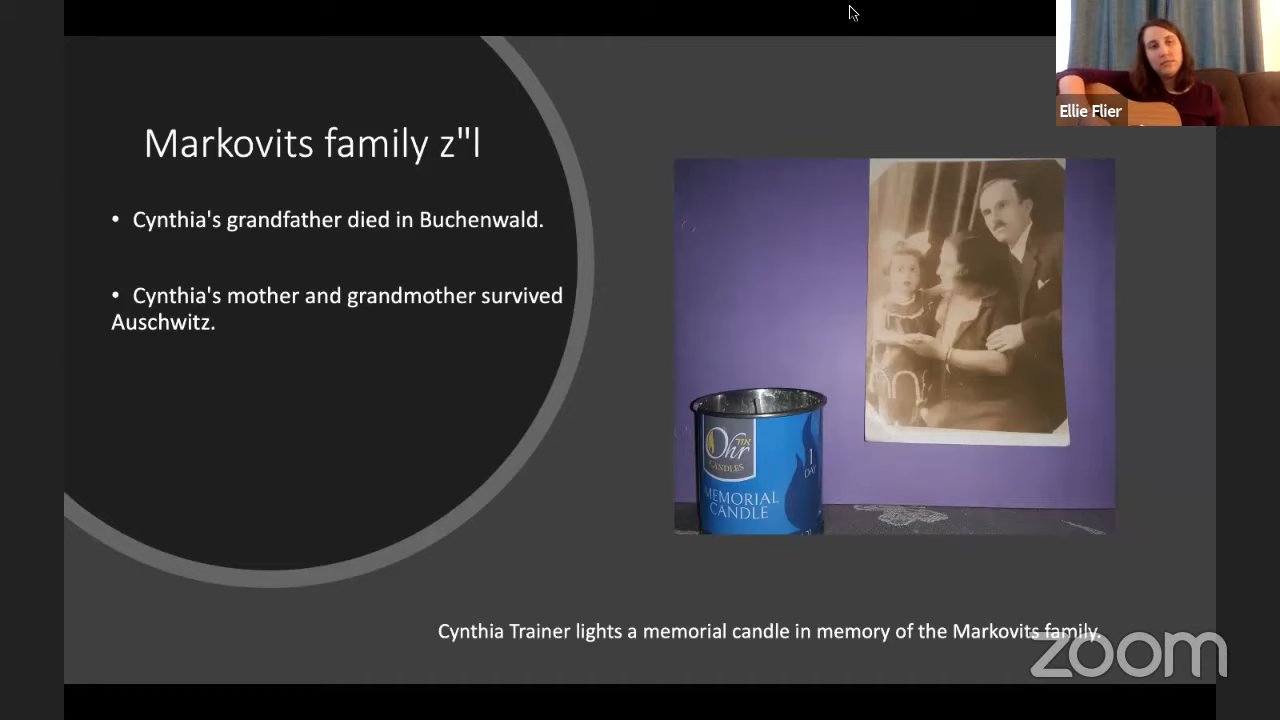 Ellie Flier
Markovits family z"l
• Cynthia's grandfather died in Buchenwald.
• Cynthia's mother and grandmother survived
Auschwitz.
אור
Ohr
CANDLES
1
DAY
MEMORIAL
CANDLE
Cynthia Trainer lights a memorial candle in memory of the Markovits family.
zoom